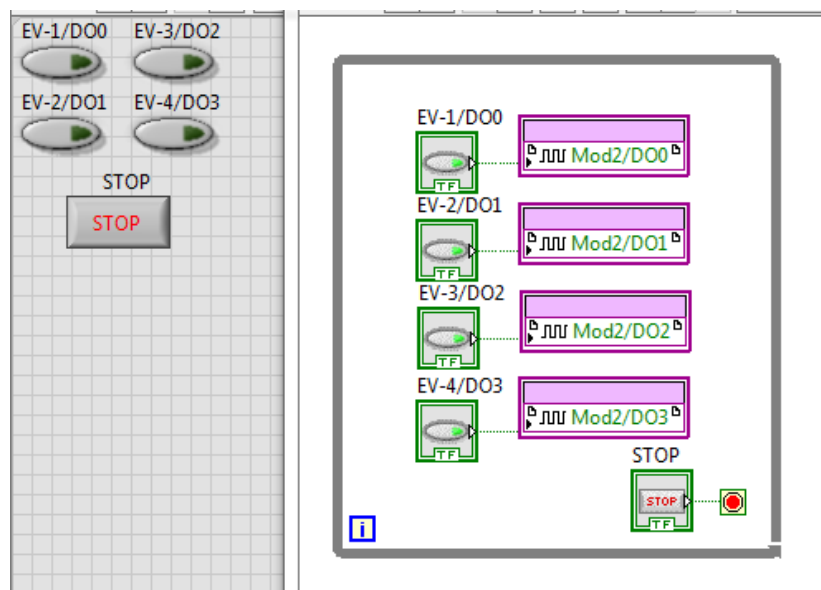 EV-1/DO0 EV-3/DO2
EV-2/DO1 EV-4/DO3
STOP
STOP
EV-1/DO0
TF
Mod2/DO0
EV-2/DO1
TF
Mod2/DO1
EV-3/DO2
TF
Mod2/DO2
EV-4/DO3
TF
Mod2/DO3
STOP
STOP
TF
i